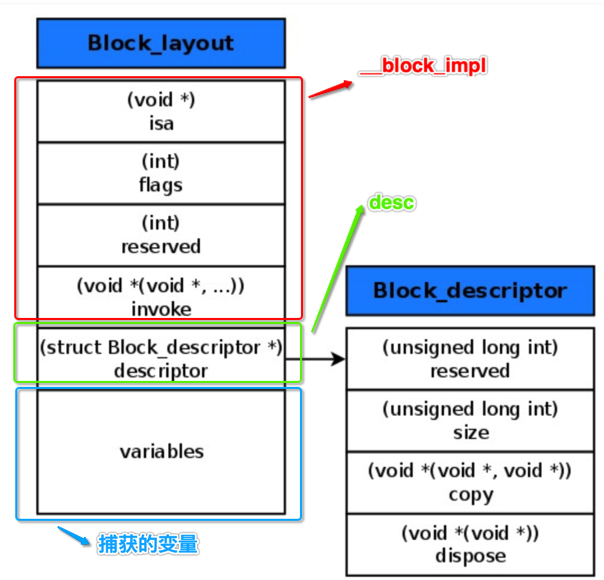 Block_layout
__block_impl
(void *)
isa
(int)
flags
(int)
reserved
(void *(void *, ...))
invoke
desc
(struct Block_descriptor *)
descriptor
variables
捕获的变量
Block_descriptor
(unsigned long int)
reserved
(unsigned long int)
size
(void *(void *, void *))
copy
(void *(void *))
dispose